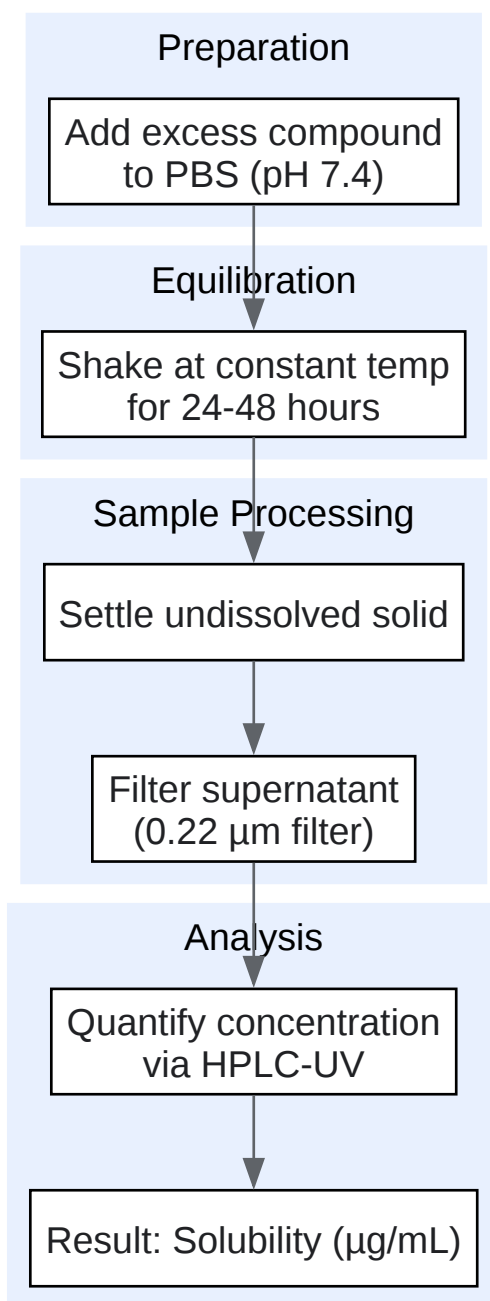 Preparation
Add excess compound
to PBS (pH 7.4)
Equilibration
Shake at constant temp
for 24-48 hours
Sample Processing
Settle undissolved solid
Filter supernatant
(0.22 µm filter)
Analysis
Quantify concentration
via HPLC-UV
Result: Solubility (µg/mL)